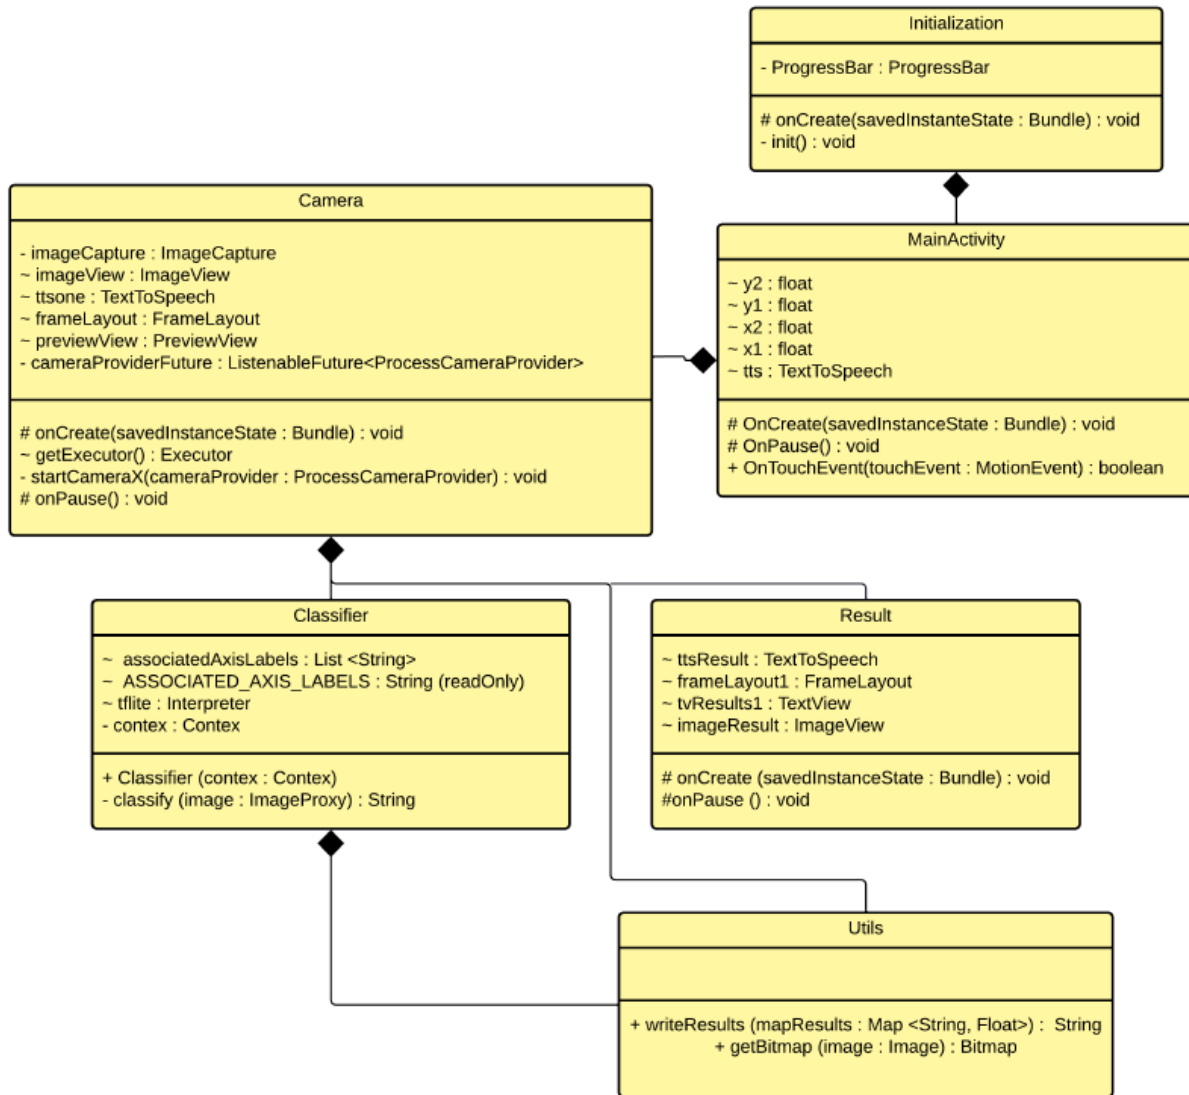 Initialization
- ProgressBar : ProgressBar
# onCreate(savedInstanteState : Bundle) : void
- init() : void
Camera
- imageCapture : ImageCapture
~ imageView : ImageView
~ ttsone : TextToSpeech
~ frameLayout : FrameLayout
~ previewView : PreviewView
- cameraProviderFuture : ListenableFuture<ProcessCameraProvider>
# onCreate(savedInstanceState : Bundle) : void
~ getExecutor() : Executor
- startCameraX(cameraProvider : ProcessCameraProvider) : void
# onPause() : void
MainActivity
~ y2 : float
~ y1 : float
~ x2 : float
~ x1 : float
~ tts : TextToSpeech
# OnCreate(savedInstanceState : Bundle) : void
# OnPause() : void
+ OnTouchEvent(touchEvent : MotionEvent) : boolean
Classifier
~ associatedAxisLabels : List <String>
~ ASSOCIATED_AXIS_LABELS : String (readOnly)
~ tflite : Interpreter
- contex : Contex
+ Classifier (contex : Contex)
- classify (image : ImageProxy) : String
Result
~ ttsResult : TextToSpeech
~ frameLayout1 : FrameLayout
~ tvResults1 : TextView
~ imageResult : ImageView
# onCreate (savedInstanceState : Bundle) : void
#onPause () : void
Utils
+ writeResults (mapResults : Map <String, Float>) : String
+ getBitmap (image : Image) : Bitmap